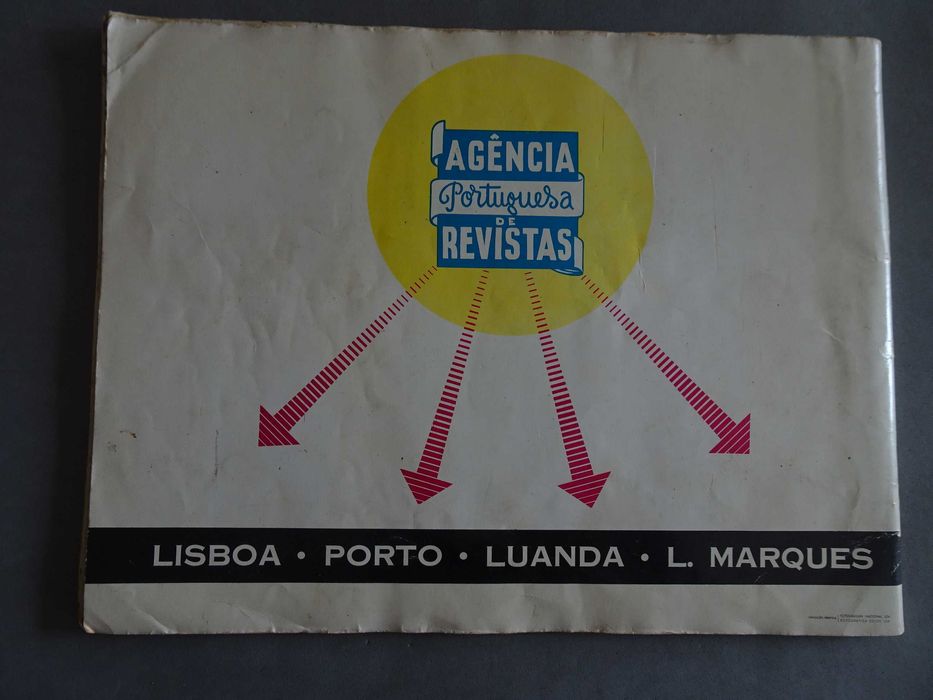 AGÊNCIA
Portuguesa
DE
REVISTAS
LISBOA • PORTO • LUANDA • L. MARQUES